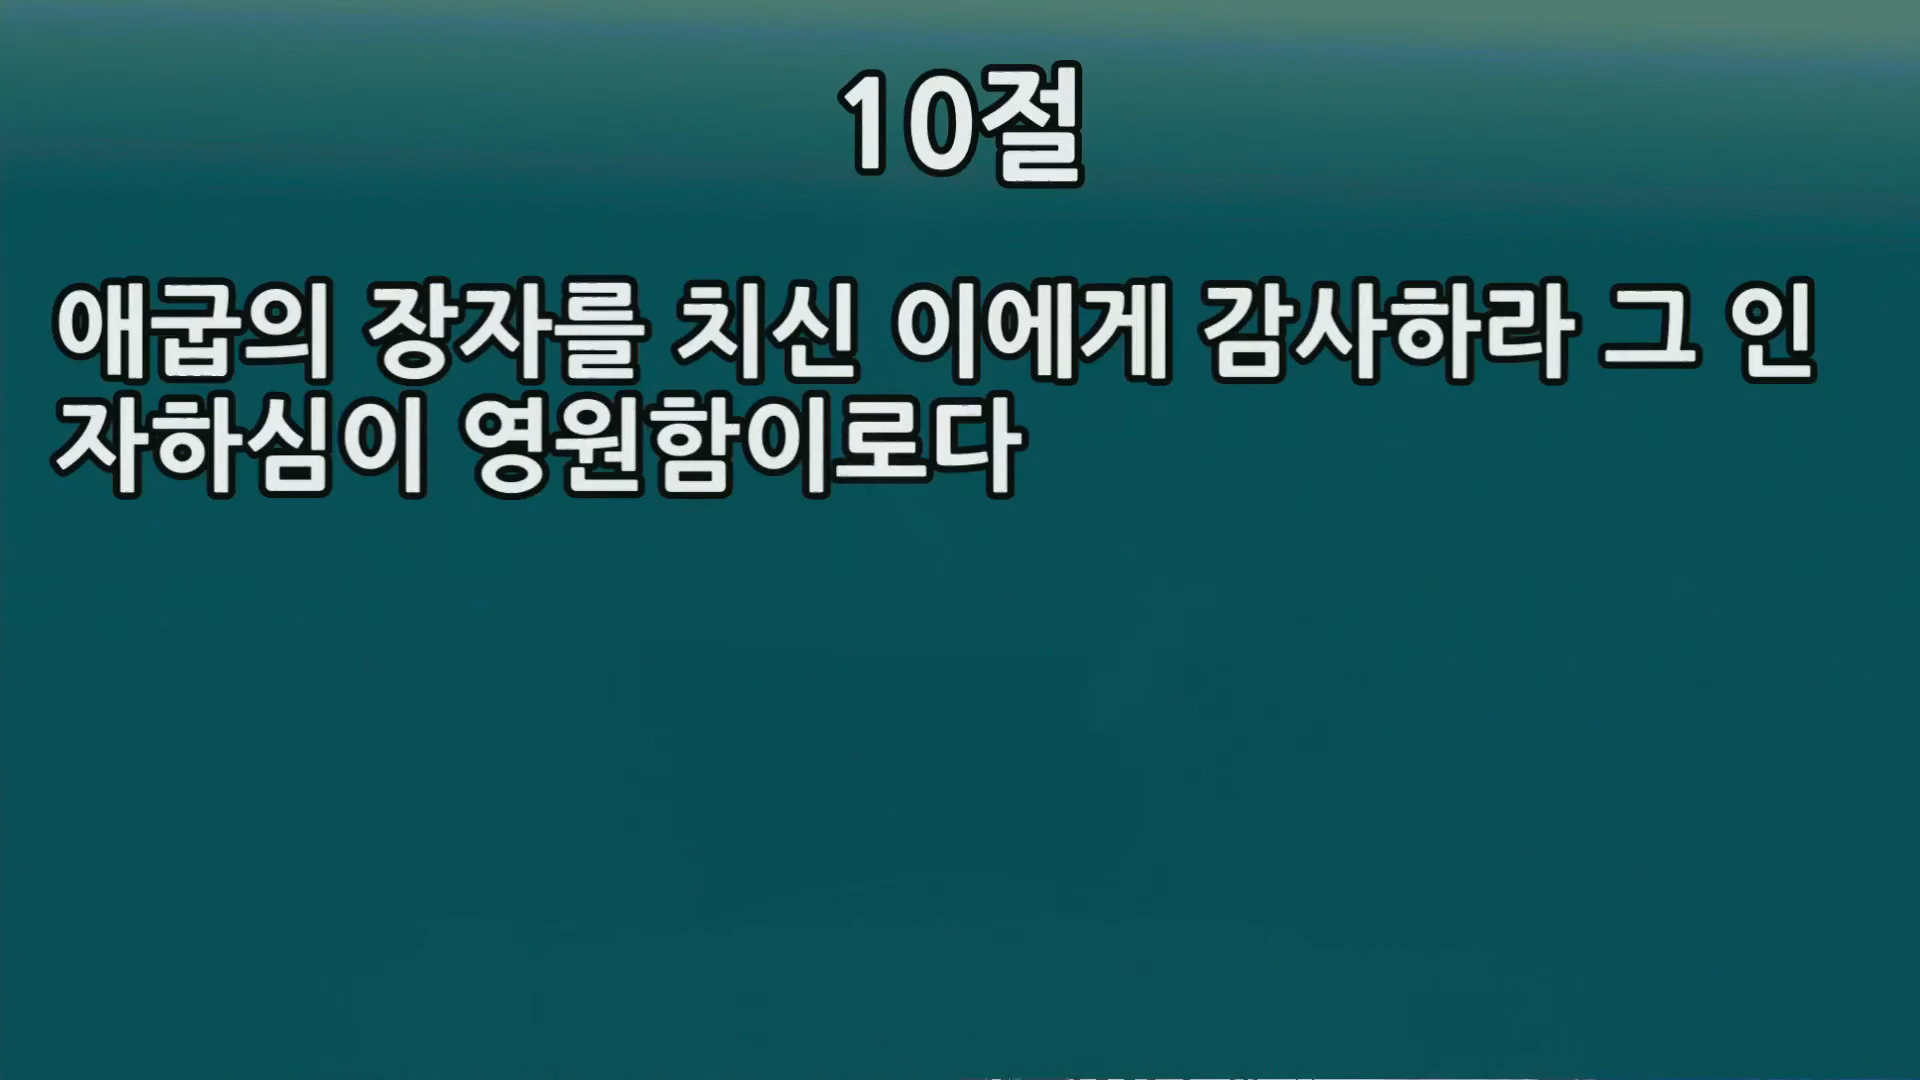 10절
애굽의 장자를 치신 이에게 감사하라 그 인
자하심이 영원함이로다